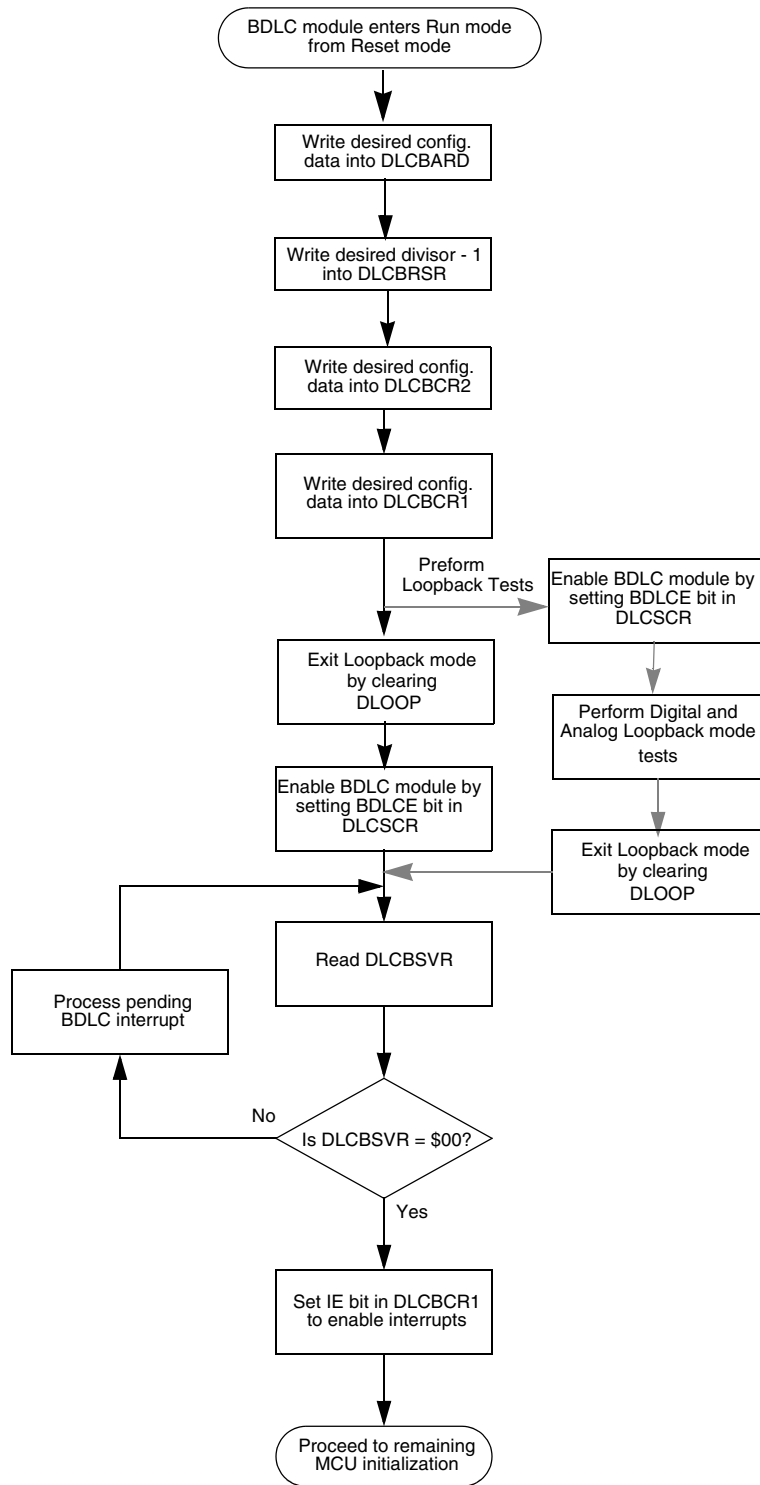 BDLC module enters Run mode
from Reset mode
Write desired config.
data into DLCBARD
Write desired divisor - 1
into DLCBRSR
Write desired config.
data into DLCBCR2
Write desired config.
data into DLCBCR1
Preform
Loopback Tests
Enable BDLC module by
setting BDLCE bit in
DLCSCR
Exit Loopback mode
by clearing
DLOOP
Perform Digital and
Analog Loopback mode
tests
Enable BDLC module by
setting BDLCE bit in
DLCSCR
Exit Loopback mode
by clearing
DLOOP
Read DLCBSVR
Process pending
BDLC interrupt
No
Is DLCBSVR = $00?
Yes
Set IE bit in DLCBCR1
to enable interrupts
Proceed to remaining
MCU initialization